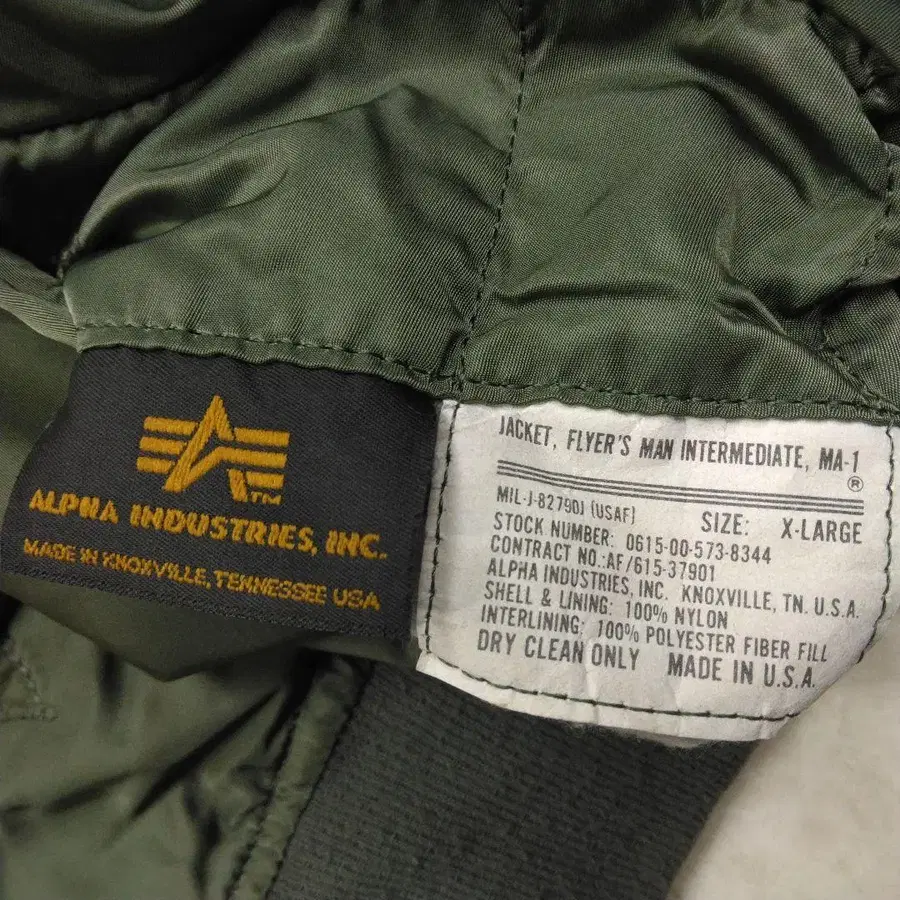 TM
ALPHA INDUSTRIES, INC.
MADE IN KNOXVILLE, TENNESSEE USA
JACKET, FLYER'S MAN INTERMEDIATE, MA-1
®
MIL-J-8279DJ (USAF) SIZE: X-LARGE
STOCK NUMBER: 0615-00-573-8344
CONTRACT NO.:AF/615-37901
ALPHA INDUSTRIES, INC. KNOXVILLE, TN. U.S.A.
SHELL & LINING: 100% NYLON
INTERLINING: 100% POLYESTER FIBER FILL
DRY CLEAN ONLY MADE IN U.S.A.